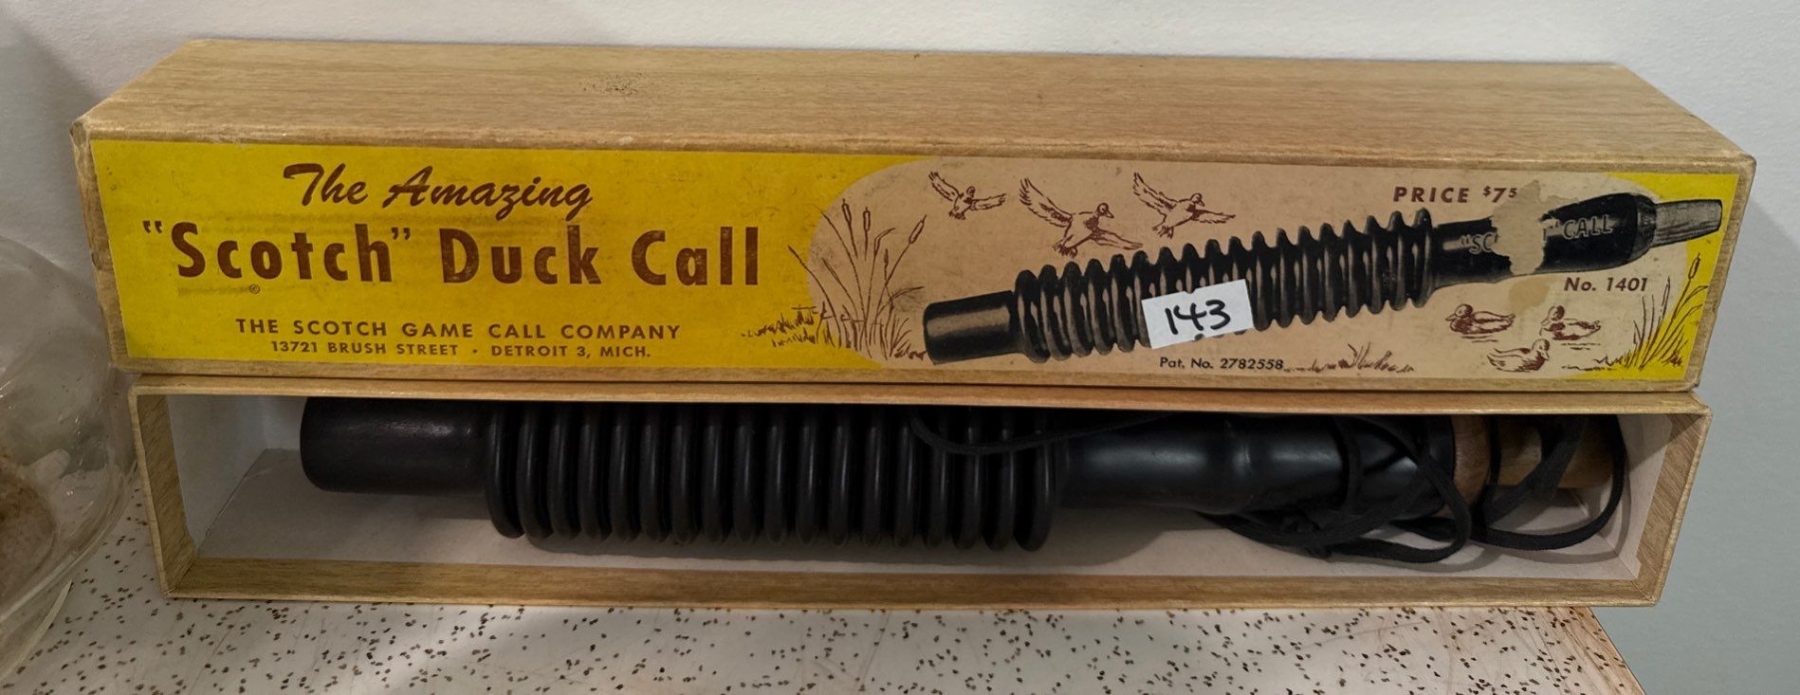 The Amazing
"Scotch" Duck Call
©
THE SCOTCH GAME CALL COMPANY
13721 BRUSH STREET · DETROIT 3, MICH.
PRICE $7⁵
CALL
No. 1401
143
Pat. No. 2782558